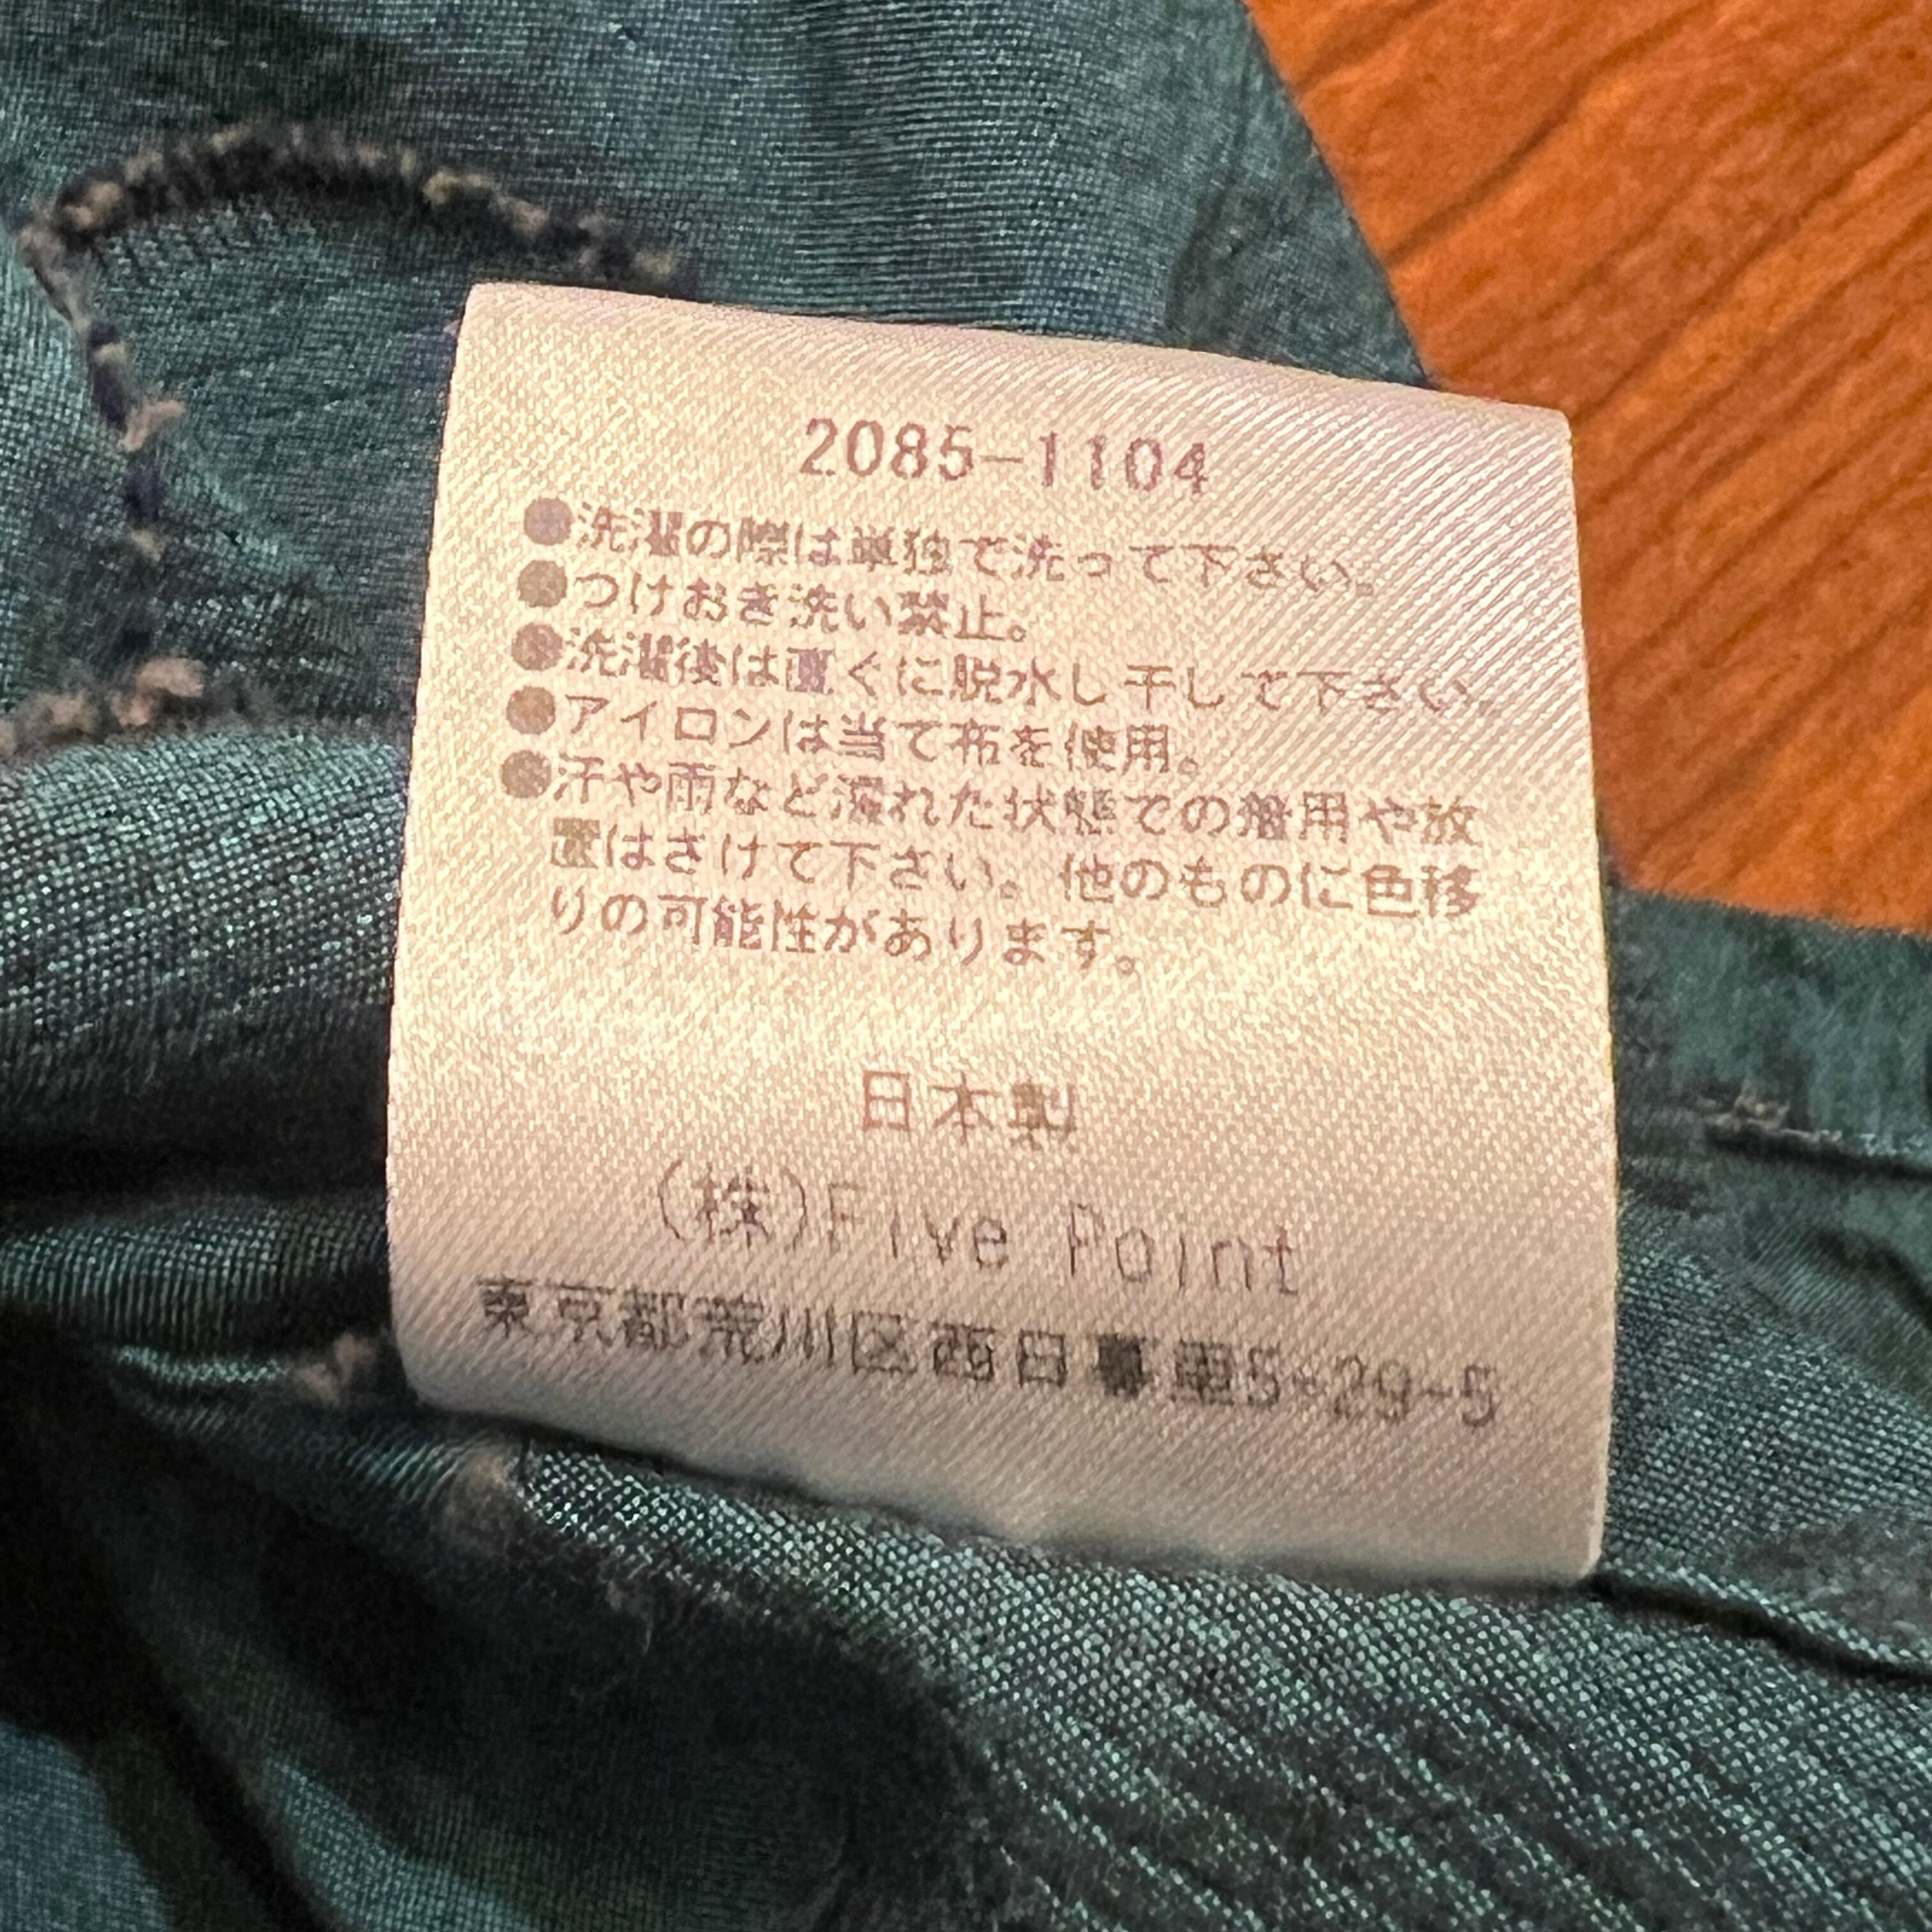 2085-1104
●洗濯の際は単独で洗って下さい。
●つけおき洗い禁止。
●洗濯後は直ぐに脱水し干して下さい。
●アイロンは当て布を使用。
●汗や雨など濡れた状態での着用や放
置はさけて下さい。他のものに色移
りの可能性があります。
日本製
(株)Five Point
東京都荒川区西日暮里5-29-5